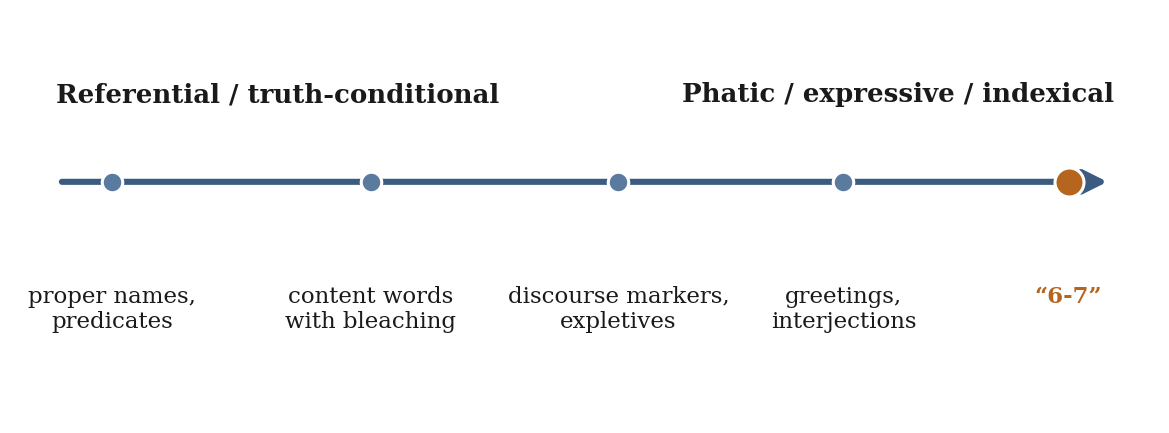 Referential / truth-conditional
Phatic / expressive / indexical
proper names,
predicates
content words
with bleaching
discourse markers,
expletives
greetings,
interjections
“6-7”